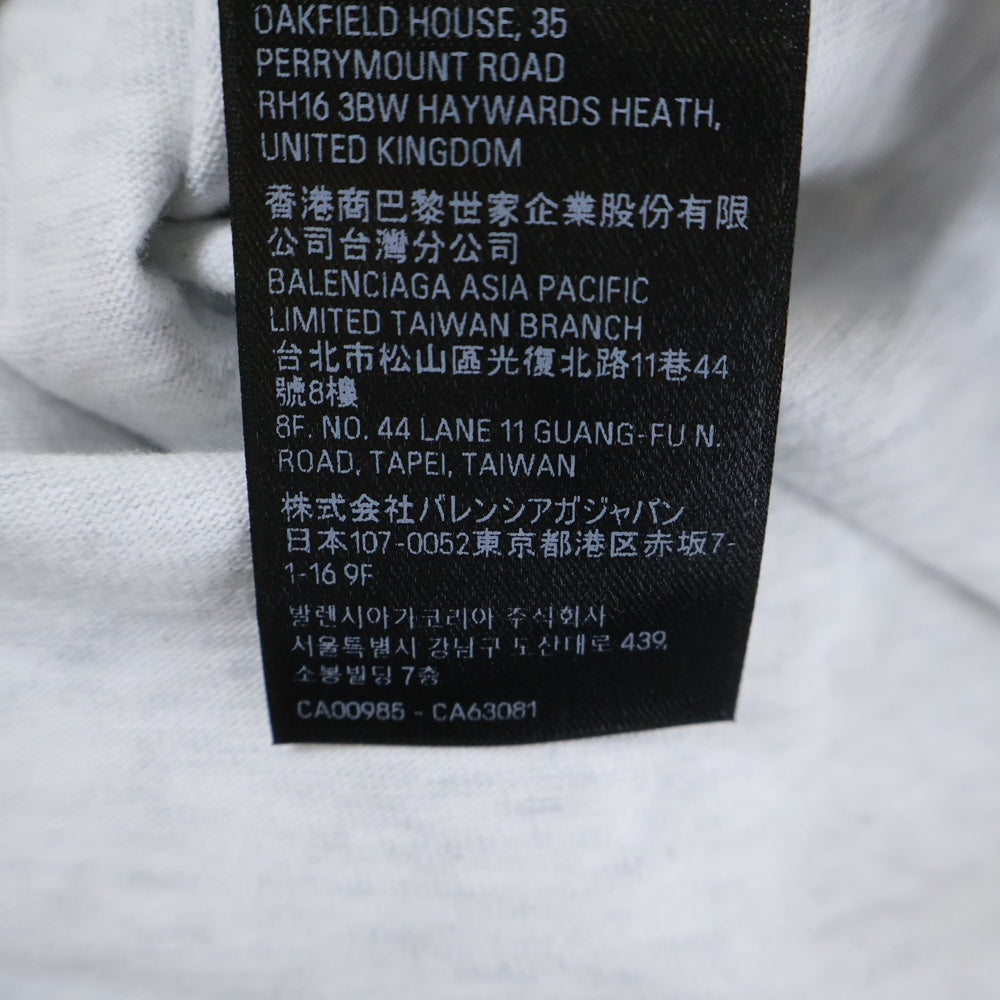 OAKFIELD HOUSE, 35
PERRYMOUNT ROAD
RH16 3BW HAYWARDS HEATH,
UNITED KINGDOM
香港商巴黎世家企業股份有限
公司台灣分公司
BALENCIAGA ASIA PACIFIC
LIMITED TAIWAN BRANCH
台北市松山區光復北路11巷44
號8樓
8F. NO. 44 LANE 11 GUANG-FU N.
ROAD, TAPEI, TAIWAN
株式会社バレンシアガジャパン
日本107-0052東京都港区赤坂7-
1-16 9F
발렌시아가코리아 주식회사
서울특별시 강남구 도산대로 439,
소봉빌딩 7층
CA00985 - CA63081